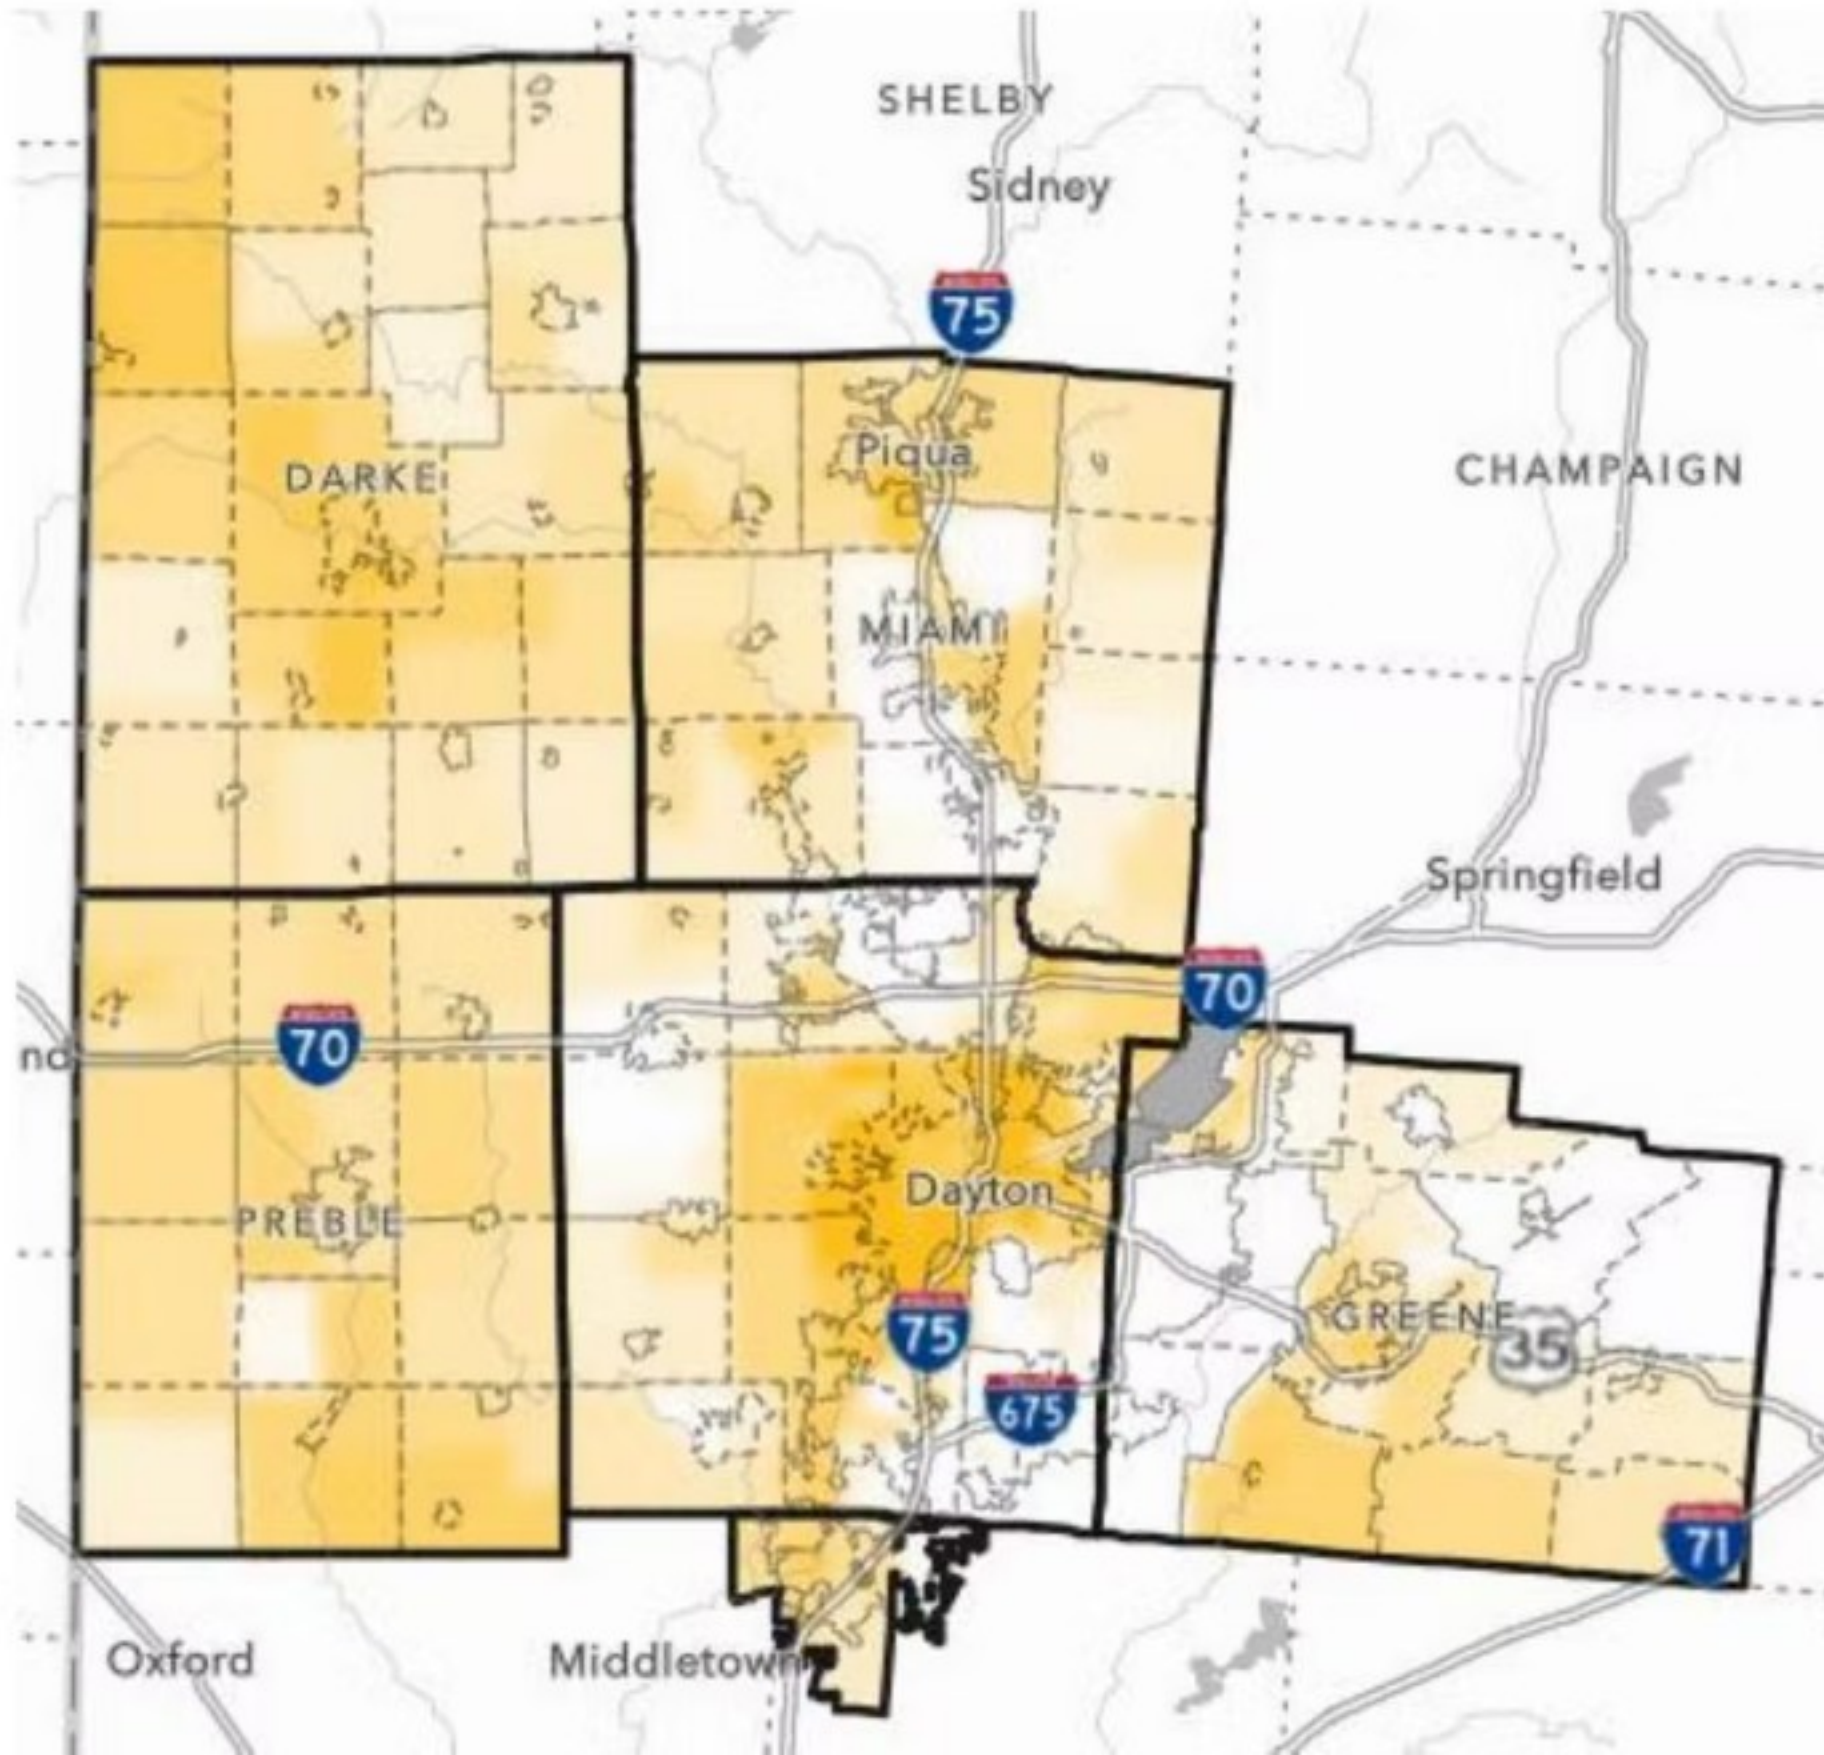 SHELBY
Sidney
75
Piqua
CHAMPAIGN
DARKE
MIAMI
Springfield
70
70
nd
Dayton
PREBLE
GREENE
35
75
675
71
Oxford
Middletown